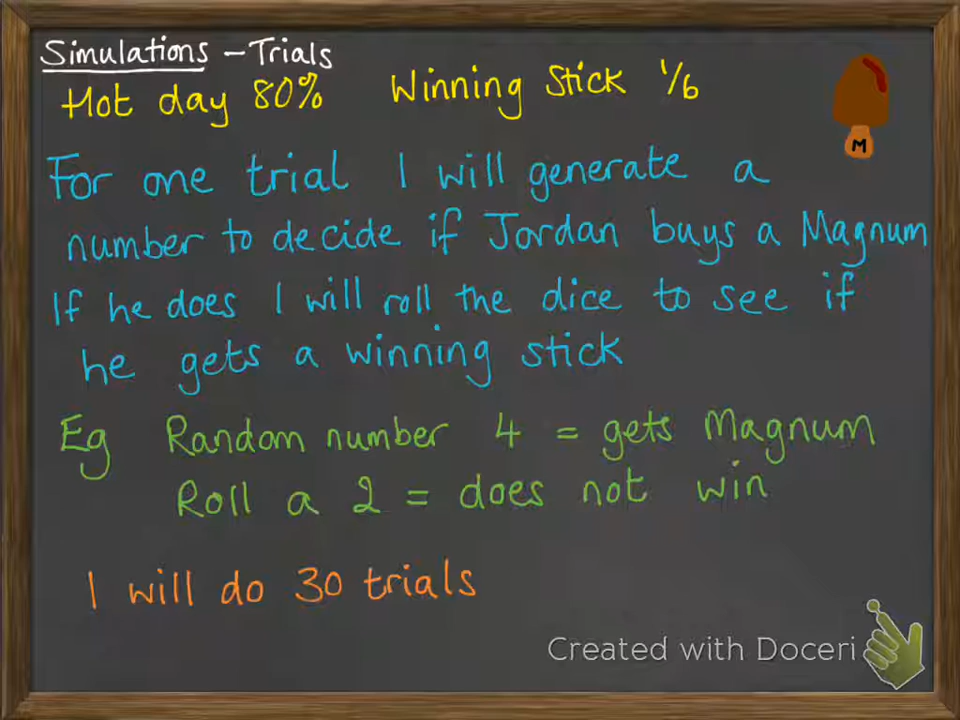 Simulations - Trials
Hot day 80% Winning Stick 1/6
M
For one trial I will generate a
number to decide if Jordan buys a Magnum
If he does I will roll the dice to see if
he gets a winning stick
Eg Random number 4 = gets Magnum
Roll a 2 = does not win
I will do 30 trials
Created with Doceri